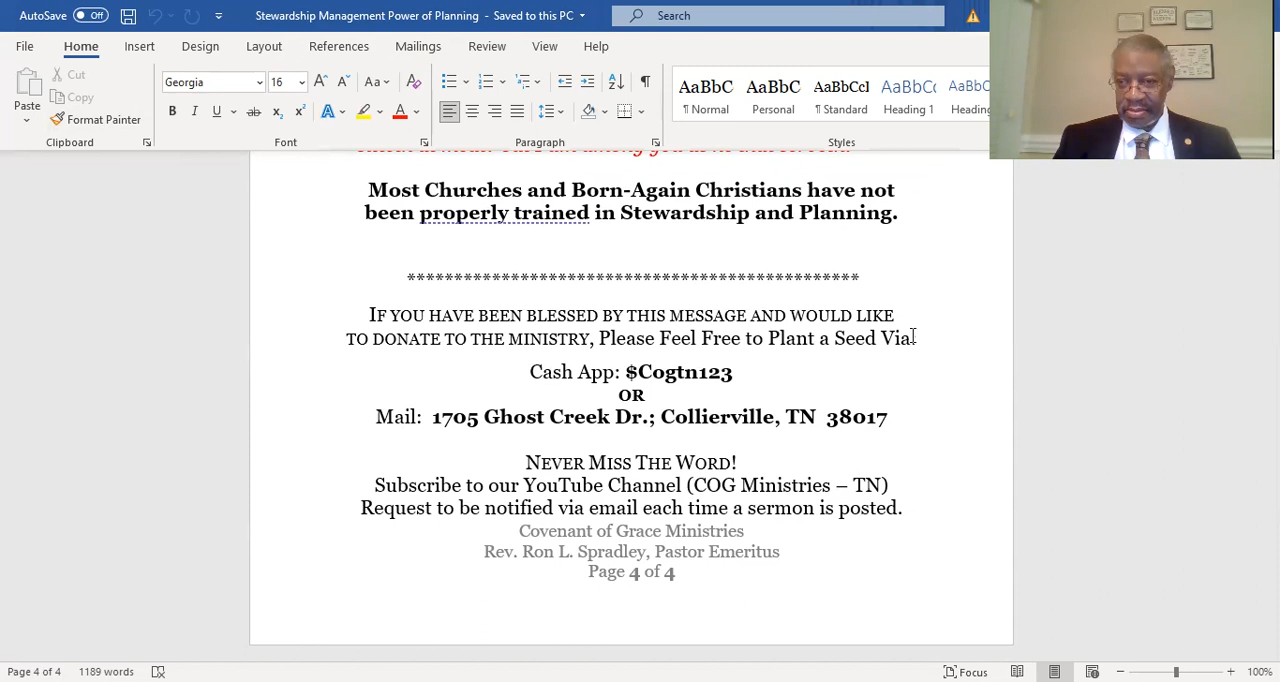 AutoSave Off Stewardship Management Power of Planning - Saved to this PC Search
File Home Insert Design Layout References Mailings Review View Help
Cut Georgia 16 Aa AaBbC AaBbC AaBbCcI AaBbC AaBbC
Paste Copy
Format Painter B I U ab x₂ x² A A ¶ Normal Personal ¶ Standard Heading 1 Heading
Clipboard Font Paragraph Styles
Most Churches and Born-Again Christians have not
been properly trained in Stewardship and Planning.
************************************************
IF YOU HAVE BEEN BLESSED BY THIS MESSAGE AND WOULD LIKE
TO DONATE TO THE MINISTRY, Please Feel Free to Plant a Seed Via
Cash App: $Cogtn123
OR
Mail: 1705 Ghost Creek Dr.; Collierville, TN 38017
NEVER MISS THE WORD!
Subscribe to our YouTube Channel (COG Ministries – TN)
Request to be notified via email each time a sermon is posted.
Covenant of Grace Ministries
Rev. Ron L. Spradley, Pastor Emeritus
Page 4 of 4
Page 4 of 4 1189 words Focus 100%